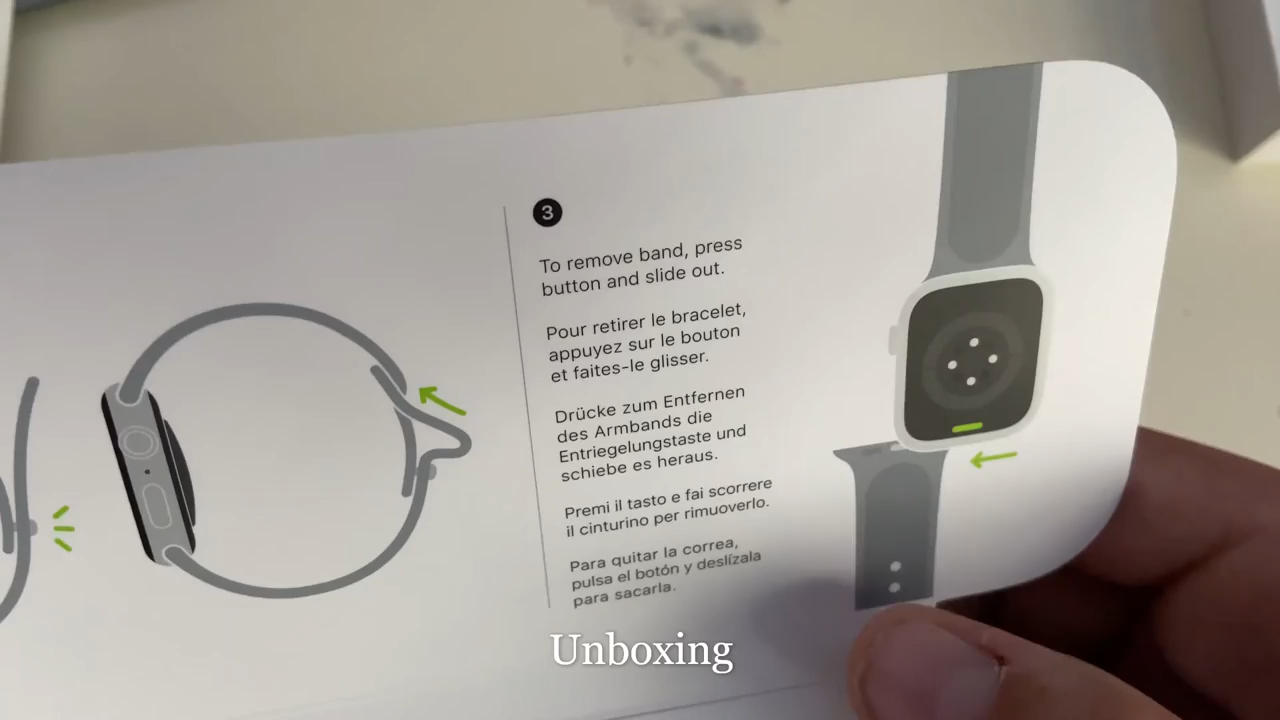 3
To remove band, press
button and slide out.
Pour retirer le bracelet,
appuyez sur le bouton
et faites-le glisser.
Drücke zum Entfernen
des Armbands die
Entriegelungstaste und
schiebe es heraus.
Premi il tasto e fai scorrere
il cinturino per rimuoverlo.
Para quitar la correa,
pulsa el botón y deslízala
para sacarla.
Unboxing